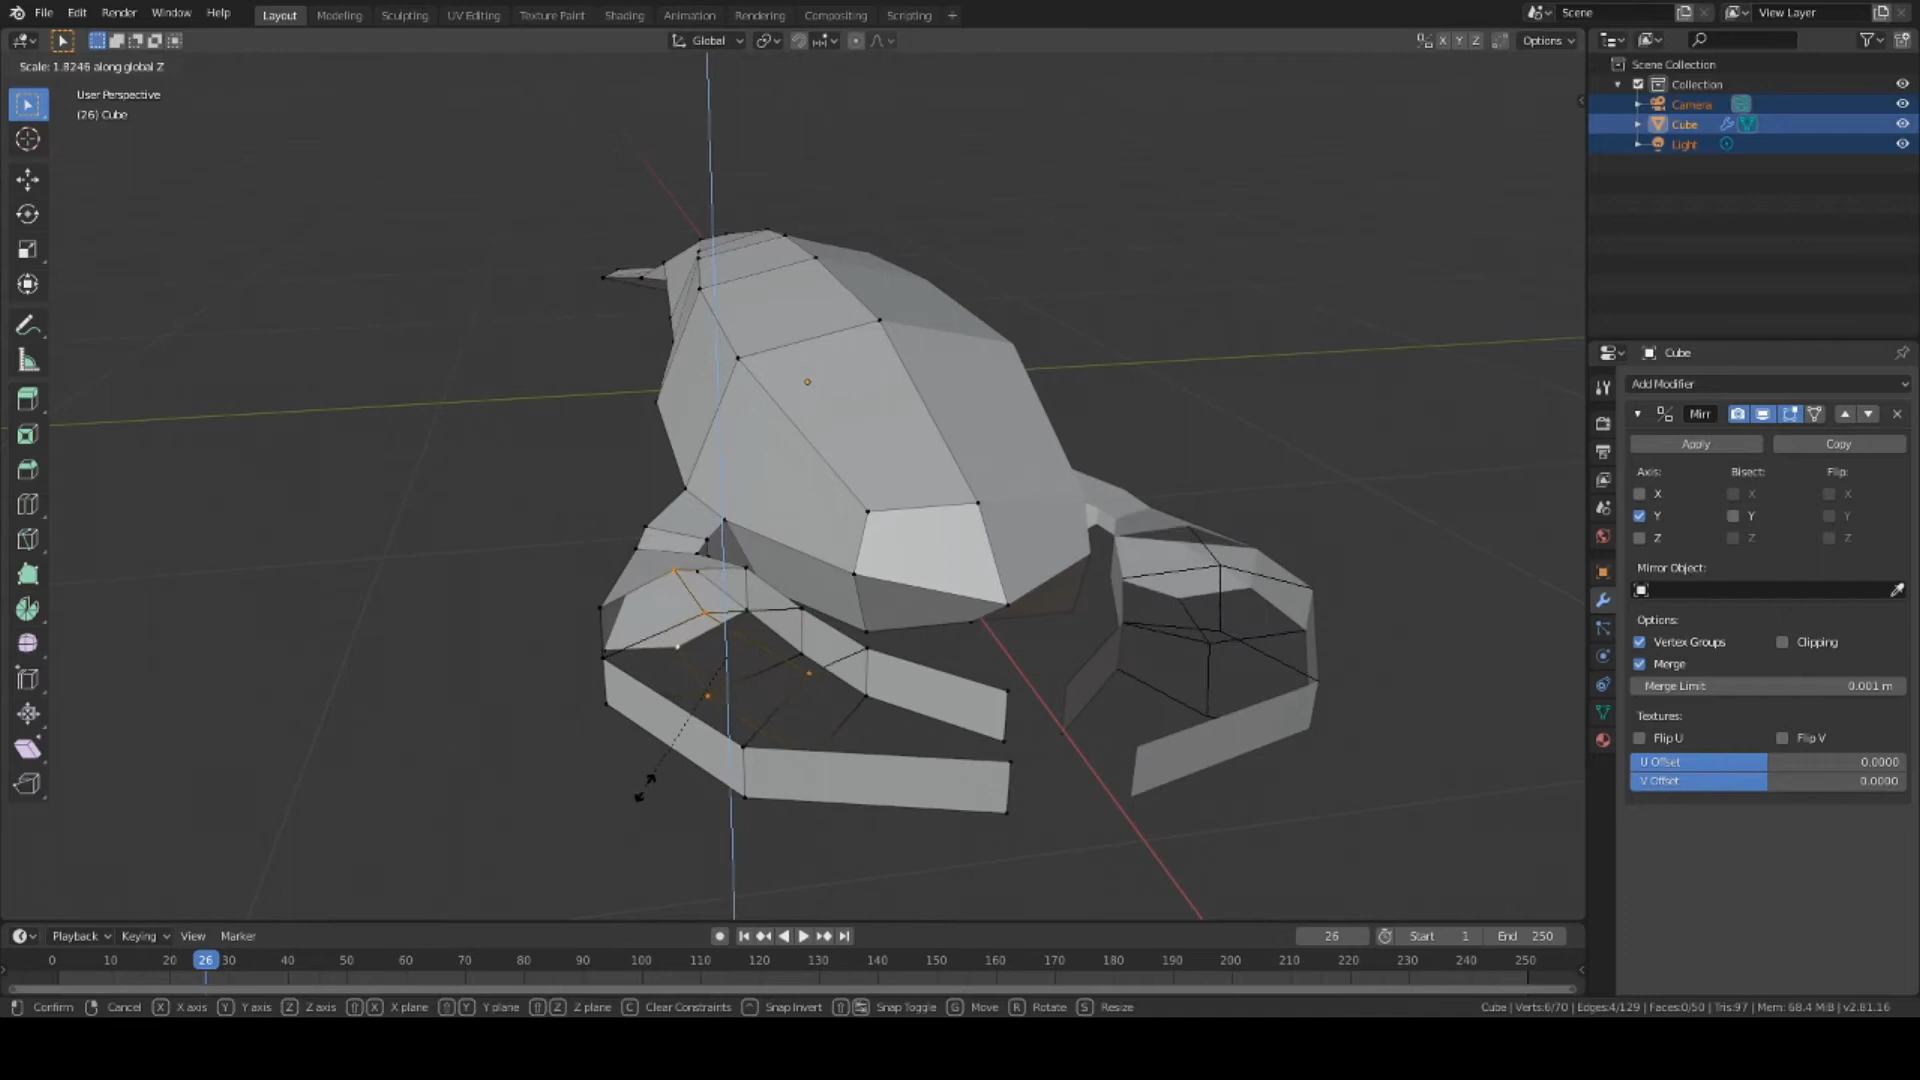 File Edit Render Window Help Layout Modeling Sculpting UV Editing Texture Paint Shading Animation Rendering Compositing Scripting + Scene View Layer
Global X Y Z Options
Scale: 1.8246 along global Z
User Perspective
(26) Cube
Scene Collection
Collection
Camera
Cube
Light
Cube
Add Modifier
Mirr
Apply Copy
Axis: Bisect: Flip:
X X X
Y Y Y
Z Z Z
Mirror Object:
Options:
Vertex Groups Clipping
Merge
Merge Limit 0.001 m
Textures:
Flip U Flip V
U Offset 0.0000
V Offset 0.0000
Playback Keying View Marker 26 Start 1 End 250
0 10 20 26 30 40 50 60 70 80 90 100 110 120 130 140 150 160 170 180 190 200 210 220 230 240 250
Confirm Cancel X X axis Y Y axis Z Z axis X X plane Y Y plane Z Z plane C Clear Constraints Snap Invert Snap Toggle G Move R Rotate S Resize Cube | Verts:6/70 | Edges:4/129 | Faces:0/50 | Tris:97 | Mem: 68.4 MiB | v2.81.16